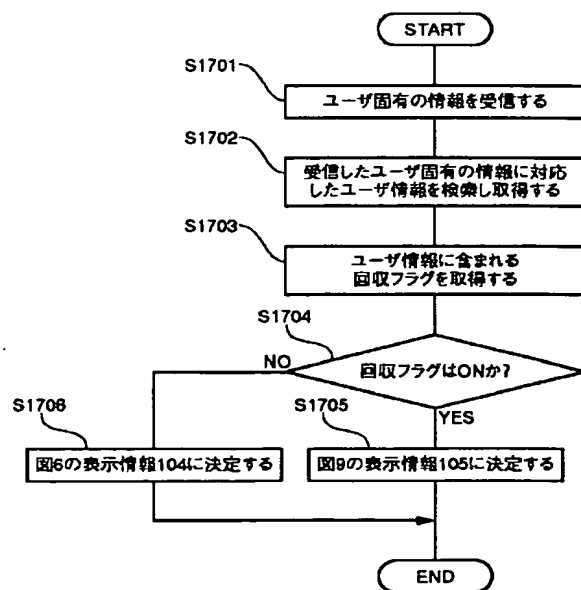 START
S1701
ユーザ固有の情報を受信する
S1702
受信したユーザ固有の情報に対応
したユーザ情報を検索し取得する
S1703
ユーザ情報に含まれる
回収フラグを取得する
S1704
回収フラグはONか?
NO
YES
S1706
図6の表示情報104に決定する
S1705
図9の表示情報105に決定する
END